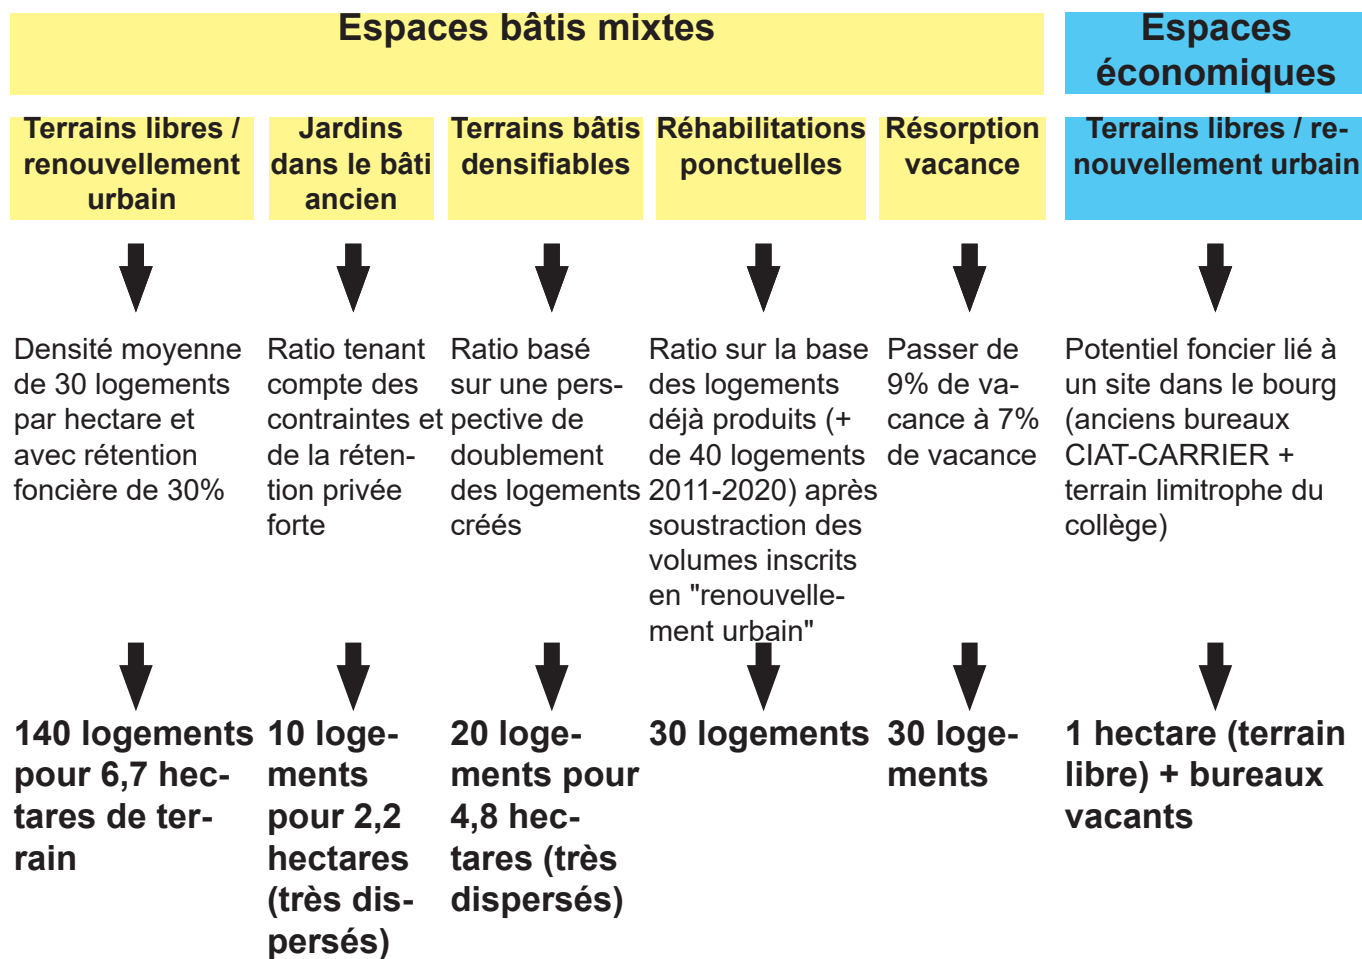 Espaces bâtis mixtes
Espaces
économiques
Terrains libres /
renouvellement
urbain
Jardins
dans le bâti
ancien
Terrains bâtis
densifiables
Réhabilitations
ponctuelles
Résorption
vacance
Terrains libres / re-
nouvellement urbain
Densité moyenne
de 30 logements
par hectare et
avec rétention
foncière de 30%
Ratio tenant
compte des
contraintes et
de la réten-
tion privée
forte
Ratio basé
sur une pers-
pective de
doublement
des logements
créés
Ratio sur la base
des logements
déjà produits (+
de 40 logements
2011-2020) après
soustraction des
volumes inscrits
en "renouvelle-
ment urbain"
Passer de
9% de va-
cance à 7%
de vacance
Potentiel foncier lié à
un site dans le bourg
(anciens bureaux
CIAT-CARRIER +
terrain limitrophe du
collège)
140 logements
pour 6,7 hec-
tares de ter-
rain
10 loge-
ments
pour 2,2
hectares
(très dis-
persés)
20 loge-
ments pour
4,8 hec-
tares (très
dispersés)
30 logements
30 loge-
ments
1 hectare (terrain
libre) + bureaux
vacants